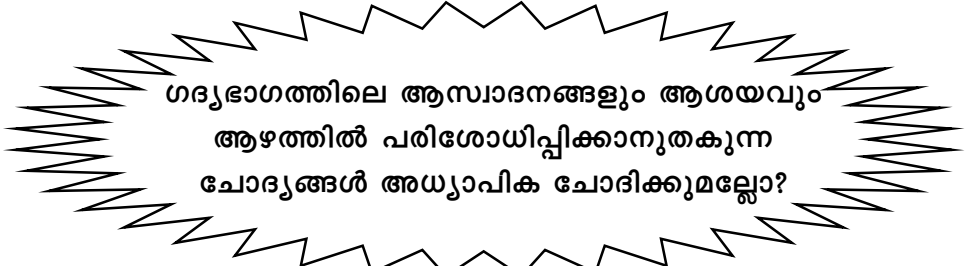 ഗദ്യഭാഗത്തിലെ ആസ്വാദനങ്ങളും ആശയവും
ആഴത്തിൽ പരിശോധിപ്പിക്കാനുതകുന്ന
ചോദ്യങ്ങൾ അധ്യാപിക ചോദിക്കുമല്ലോ?